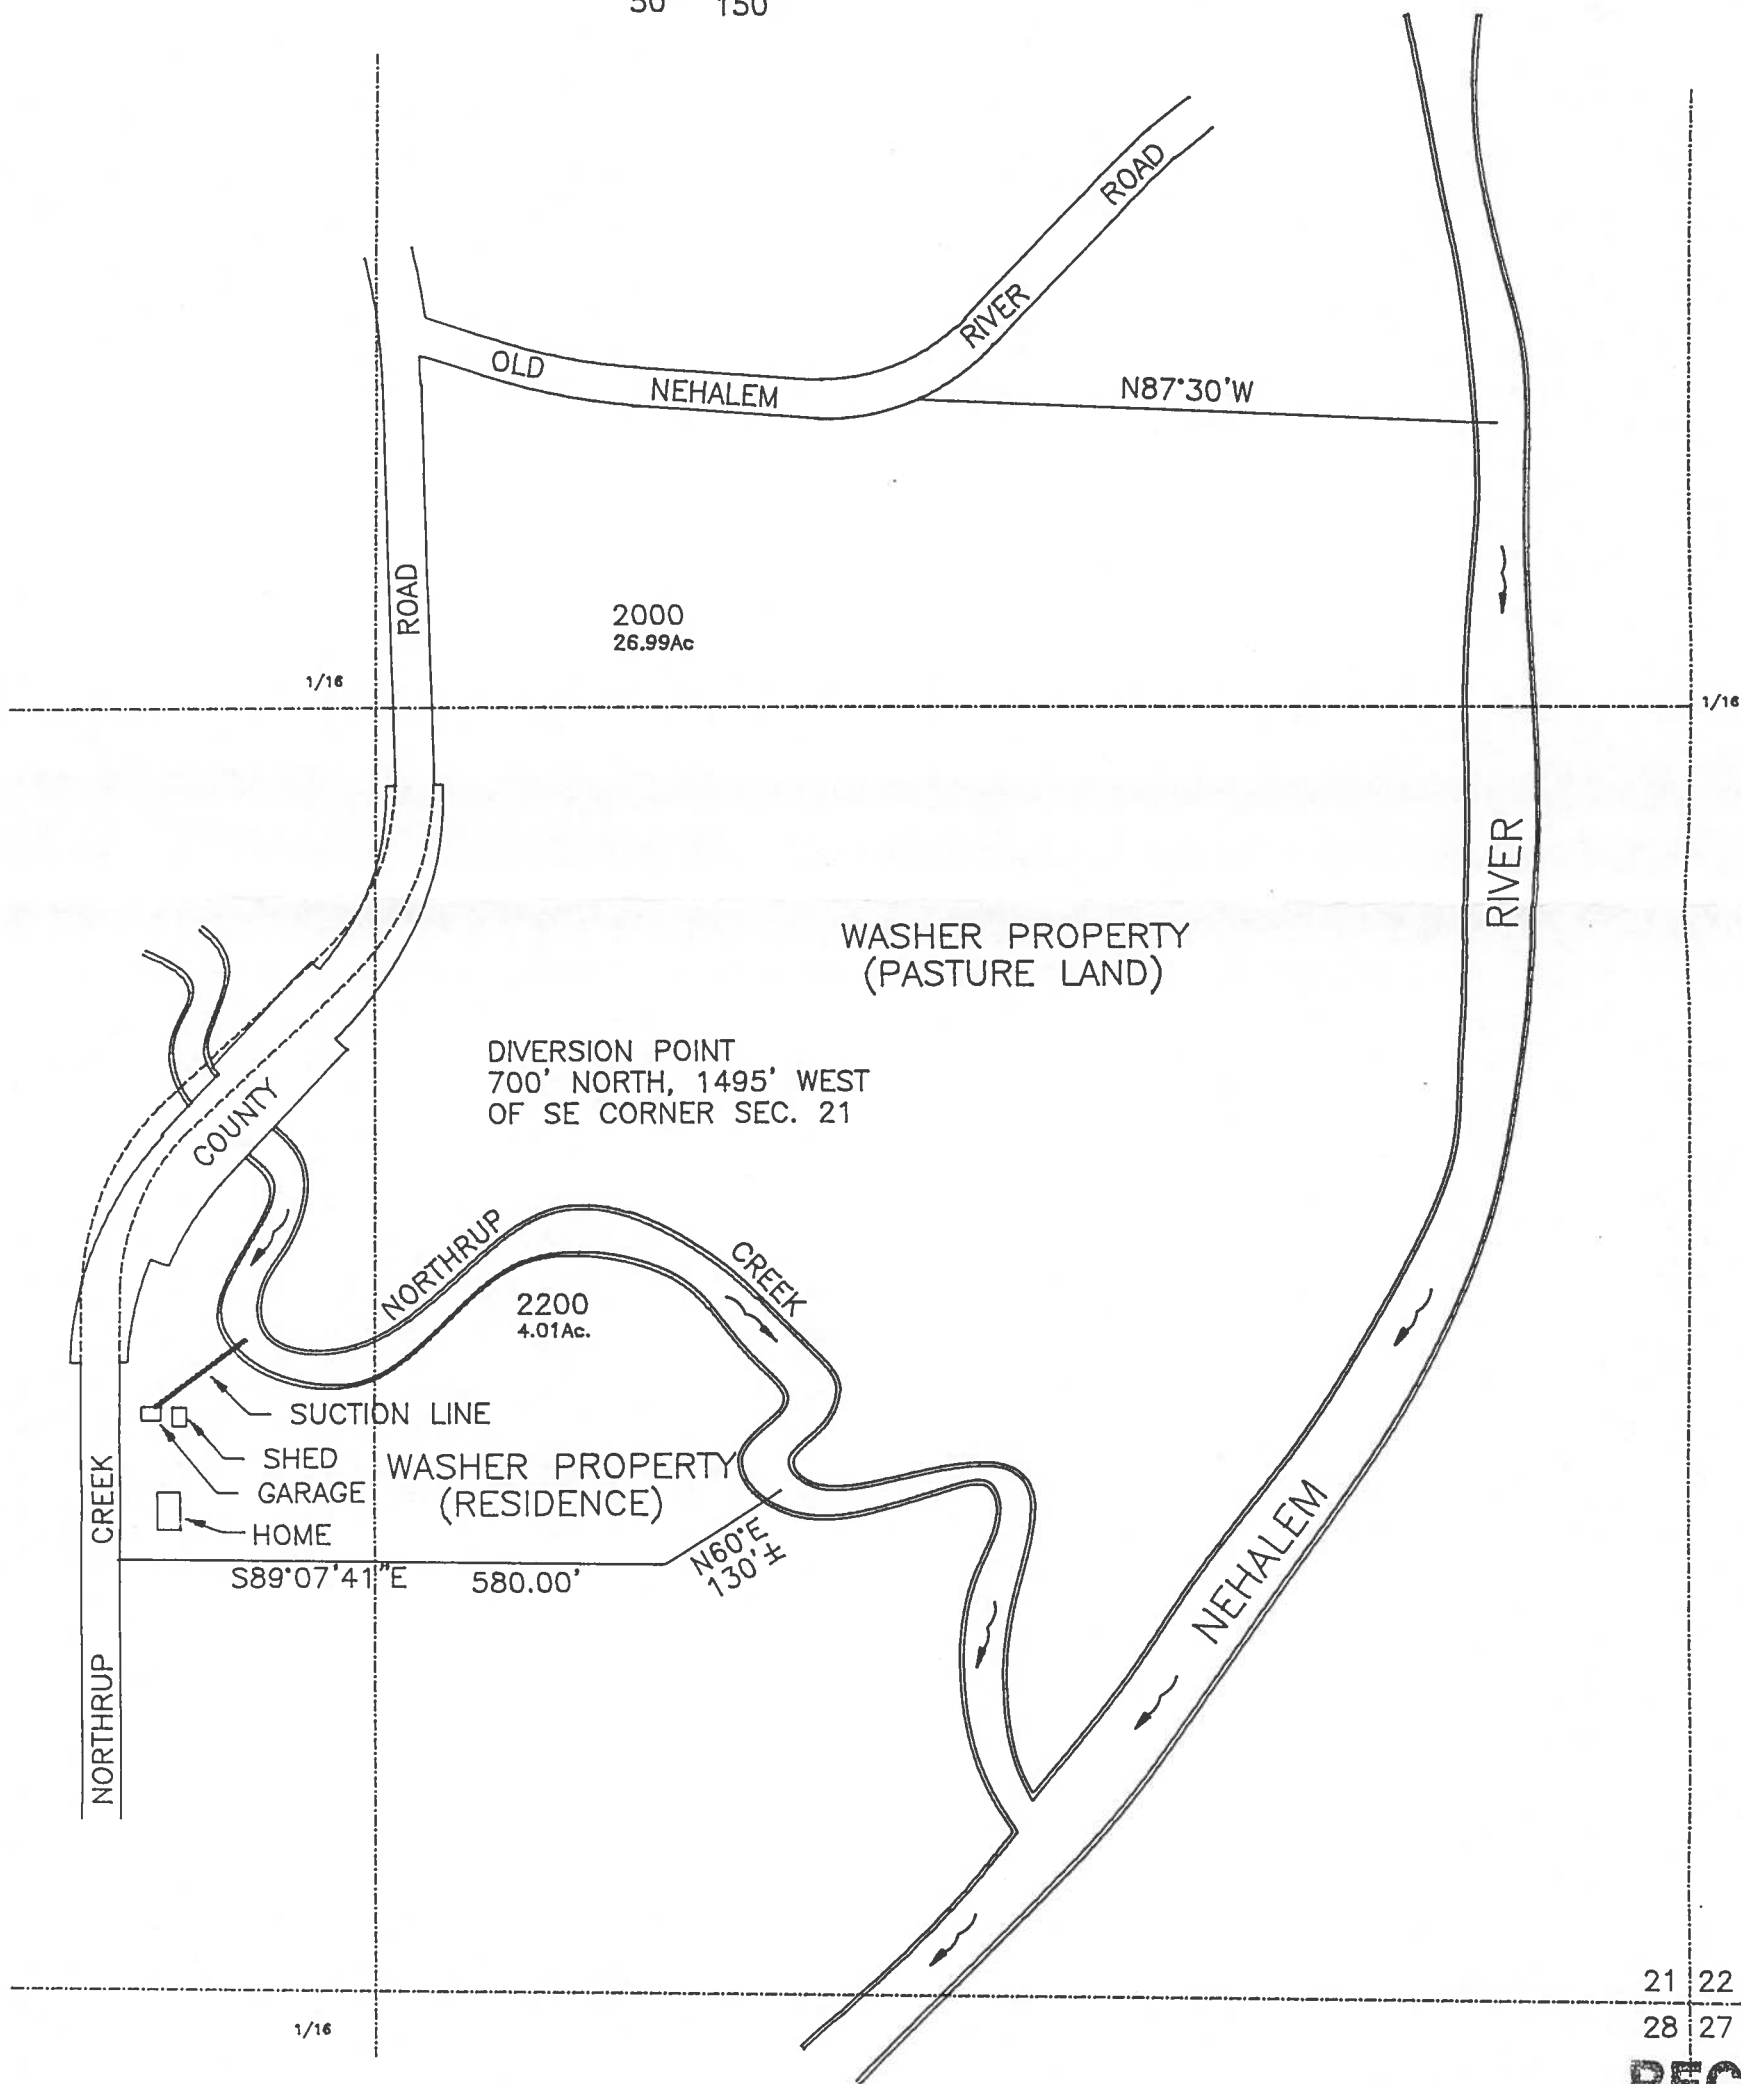 50 150
ROAD
RIVER
OLD
NEHALEM
N87°30'W
ROAD
2000
26.99Ac
1/16
1/16
RIVER
WASHER PROPERTY
(PASTURE LAND)
DIVERSION POINT
700' NORTH, 1495' WEST
OF SE CORNER SEC. 21
COUNTY
NORTHRUP
CREEK
2200
4.01Ac.
SUCTION LINE
SHED
GARAGE
HOME
WASHER PROPERTY
(RESIDENCE)
CREEK
N60°E
130'±
S89°07'41"E 580.00'
NEHALEM
NORTHRUP
21 22
1/16
28 27